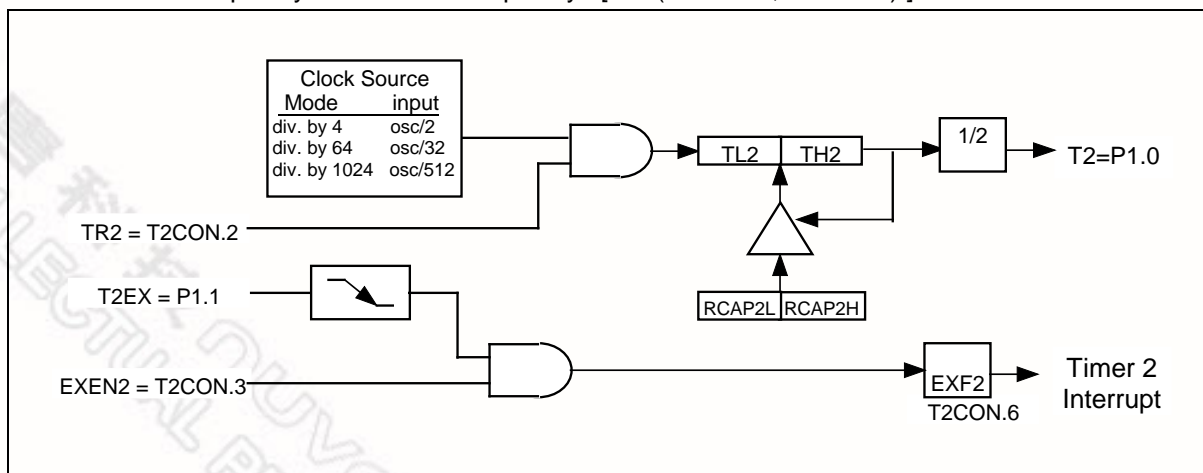 Clock Source
Mode input
div. by 4 osc/2
div. by 64 osc/32
div. by 1024 osc/512
TL2 TH2
1/2
T2=P1.0
TR2 = T2CON.2
T2EX = P1.1
RCAP2L RCAP2H
EXEN2 = T2CON.3
EXF2
T2CON.6
Timer 2
Interrupt